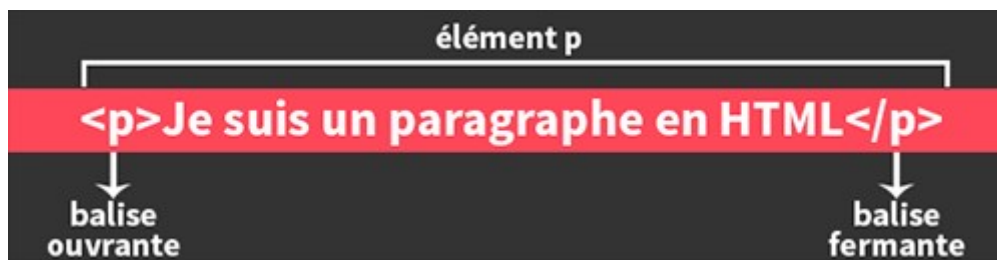 élément p
<p>Je suis un paragraphe en HTML</p>
balise ouvrante
balise fermante